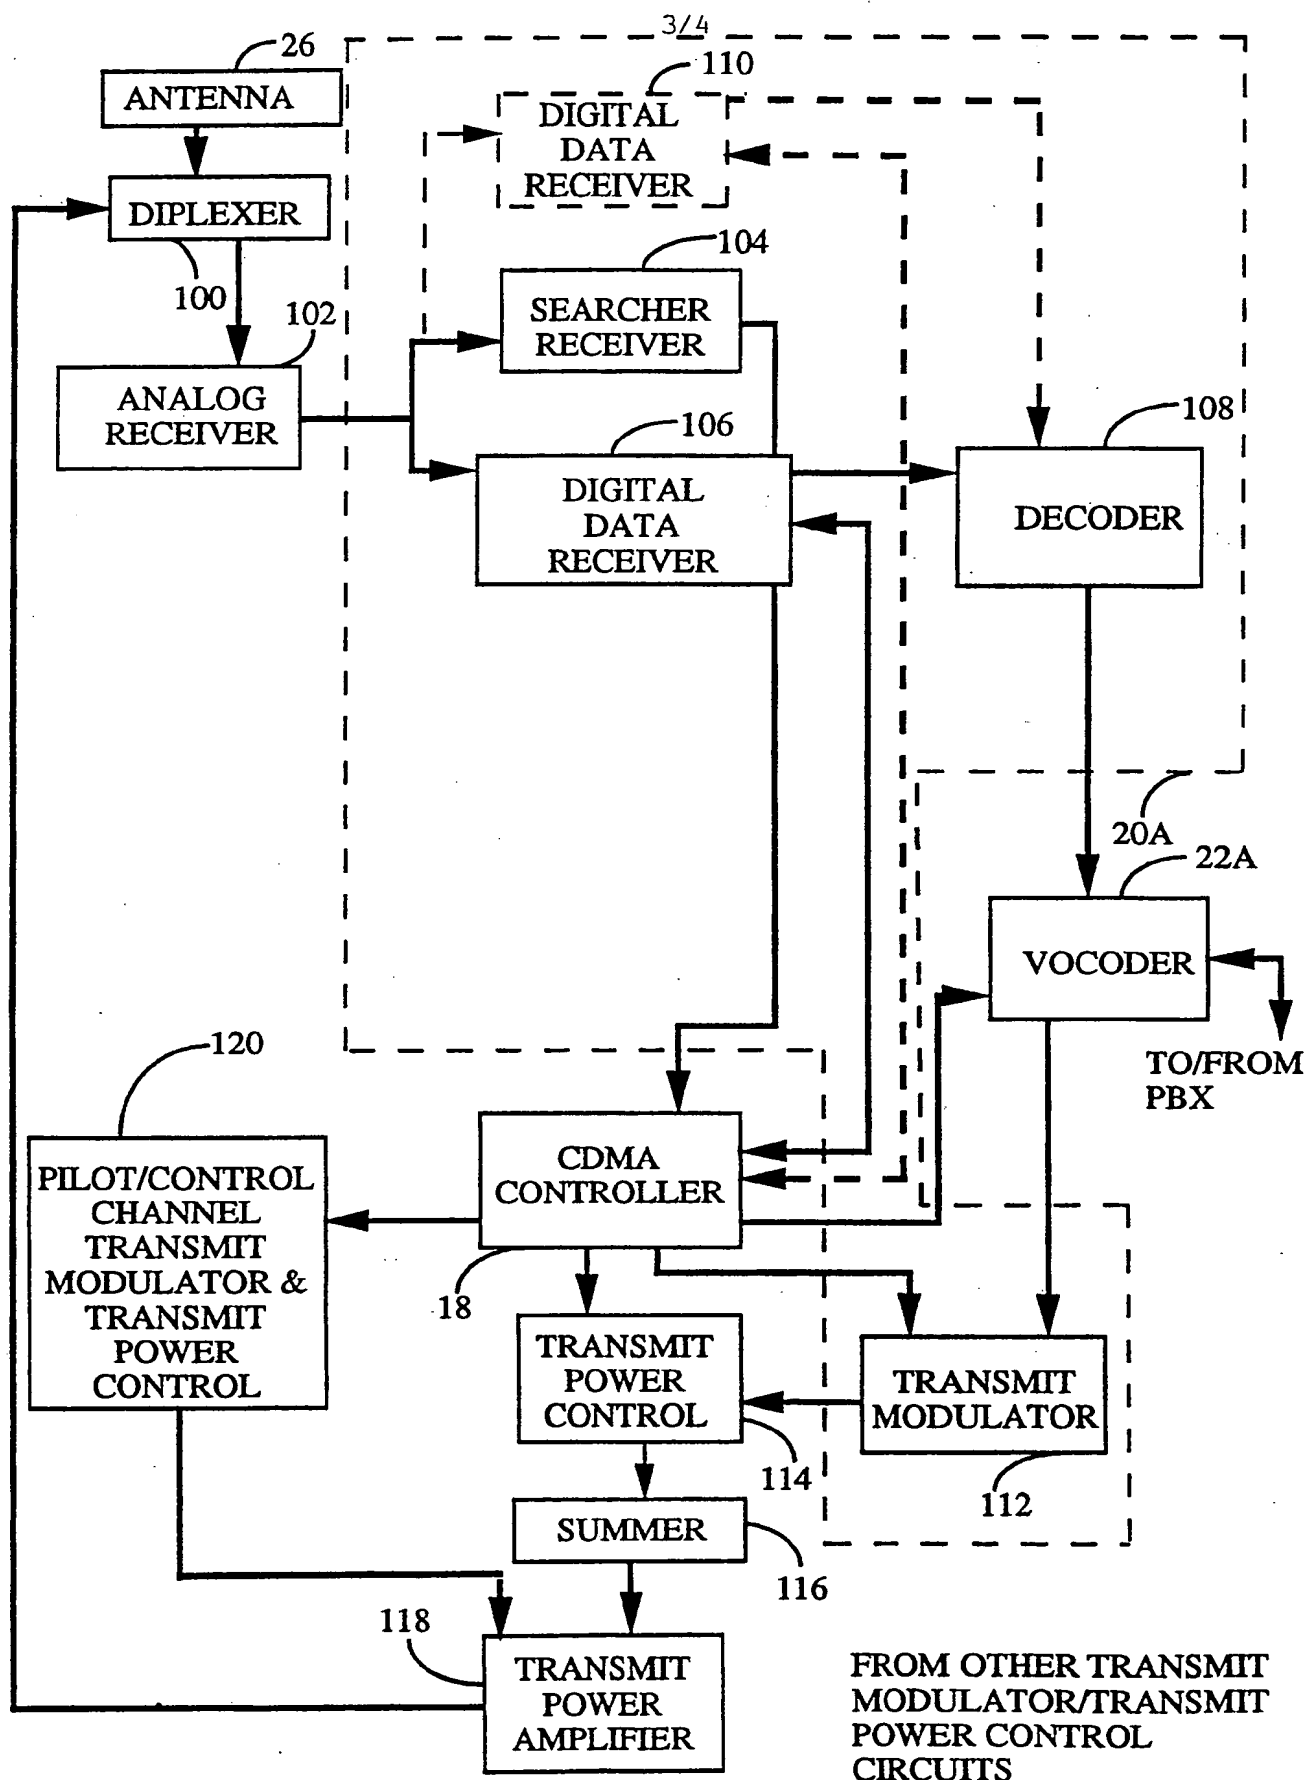 3/4
26
ANTENNA
110
DIGITAL
DATA
RECEIVER
DIPLEXER
100
104
SEARCHER
RECEIVER
102
ANALOG
RECEIVER
106
DIGITAL
DATA
RECEIVER
108
DECODER
20A
22A
VOCODER
TO/FROM
PBX
120
PILOT/CONTROL
CHANNEL
TRANSMIT
MODULATOR &
TRANSMIT
POWER
CONTROL
CDMA
CONTROLLER
18
TRANSMIT
POWER
CONTROL
114
TRANSMIT
MODULATOR
112
SUMMER
116
118
TRANSMIT
POWER
AMPLIFIER
FROM OTHER TRANSMIT
MODULATOR/TRANSMIT
POWER CONTROL
CIRCUITS